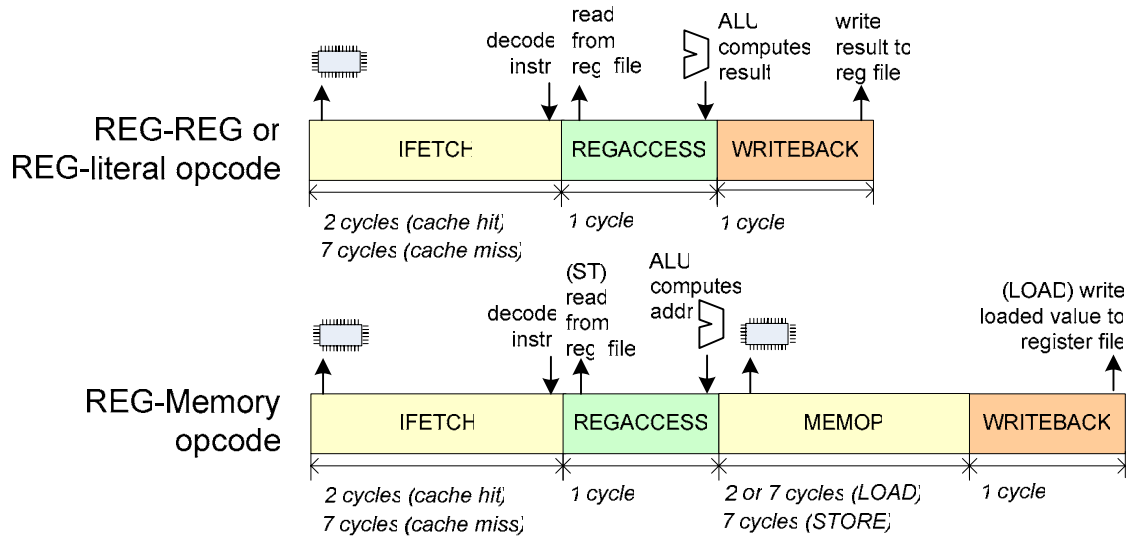 decode
instr
read
from
reg file
ALU
computes
result
write
result to
reg file
REG-REG or
REG-literal opcode
IFETCH
REGACCESS
WRITEBACK
2 cycles (cache hit)
7 cycles (cache miss)
1 cycle
1 cycle
decode
instr
(ST)
read
from
reg file
ALU
computes
addr
(LOAD) write
loaded value to
register file
REG-Memory
opcode
IFETCH
REGACCESS
MEMOP
WRITEBACK
2 cycles (cache hit)
7 cycles (cache miss)
1 cycle
2 or 7 cycles (LOAD)
7 cycles (STORE)
1 cycle